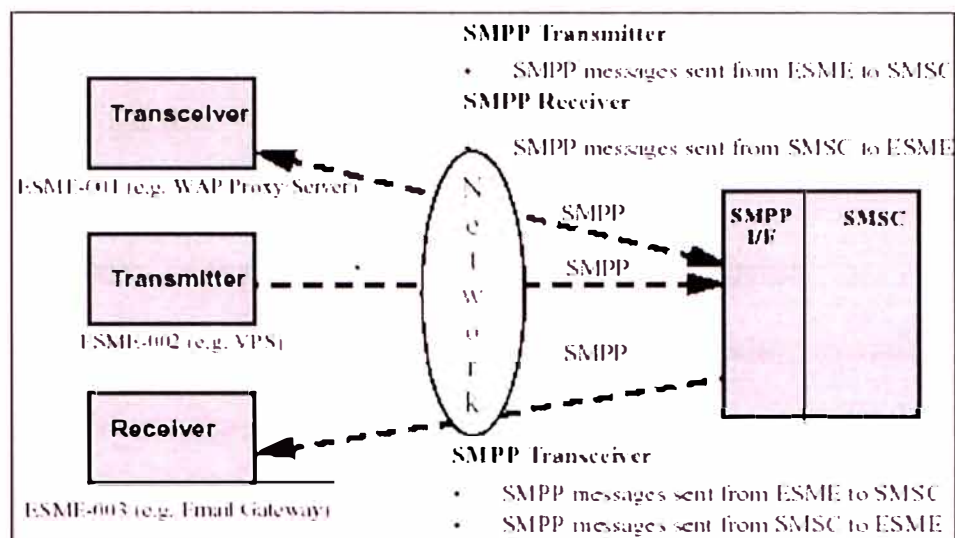 SMPP Transmitter
• SMPP messages sent from ESME to SMSC
SMPP Receiver
• SMPP messages sent from SMSC to ESME
Transceiver
ESME-001 (e.g. WAP Proxy Server)
Transmitter
ESME-002 (e.g. VPS)
Receiver
ESME-003 (e.g. Email Gateway)
Network
SMPP
SMPP
SMPP
SMPP
I/F
SMSC
SMPP Transceiver
• SMPP messages sent from ESME to SMSC
• SMPP messages sent from SMSC to ESME